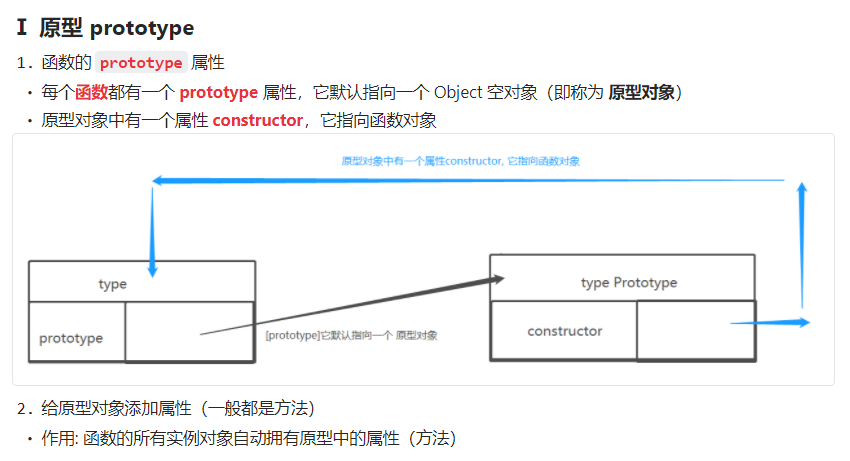 I 原型 prototype
1. 函数的 prototype 属性
• 每个函数都有一个 prototype 属性，它默认指向一个 Object 空对象（即称为 原型对象）
• 原型对象中有一个属性 constructor，它指向函数对象
原型对象中有一个属性constructor, 它指向函数对象
type
type Prototype
prototype
[prototype]它默认指向一个 原型对象
constructor
2. 给原型对象添加属性（一般都是方法）
• 作用: 函数的所有实例对象自动拥有原型中的属性（方法）